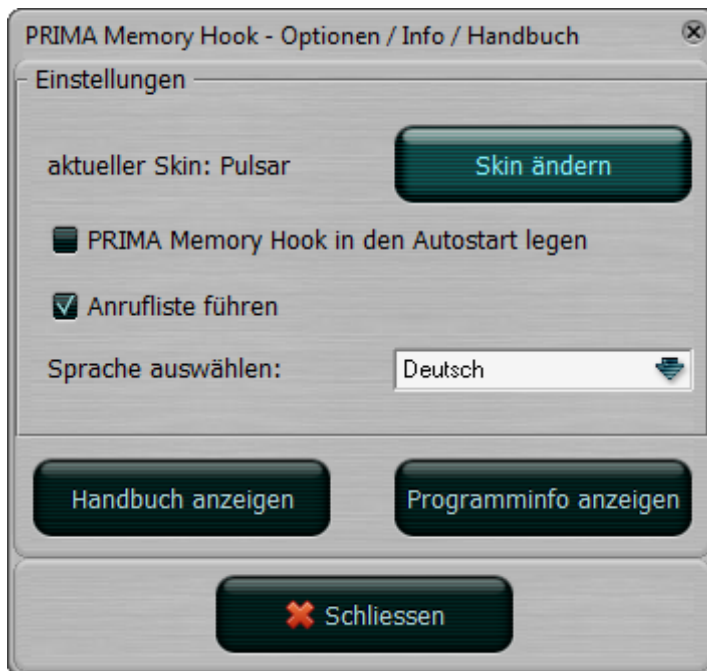 PRIMA Memory Hook - Optionen / Info / Handbuch
Einstellungen
aktueller Skin: Pulsar
Skin ändern
PRIMA Memory Hook in den Autostart legen
Anrufliste führen
Sprache auswählen:
Deutsch
Handbuch anzeigen
Programminfo anzeigen
Schliessen